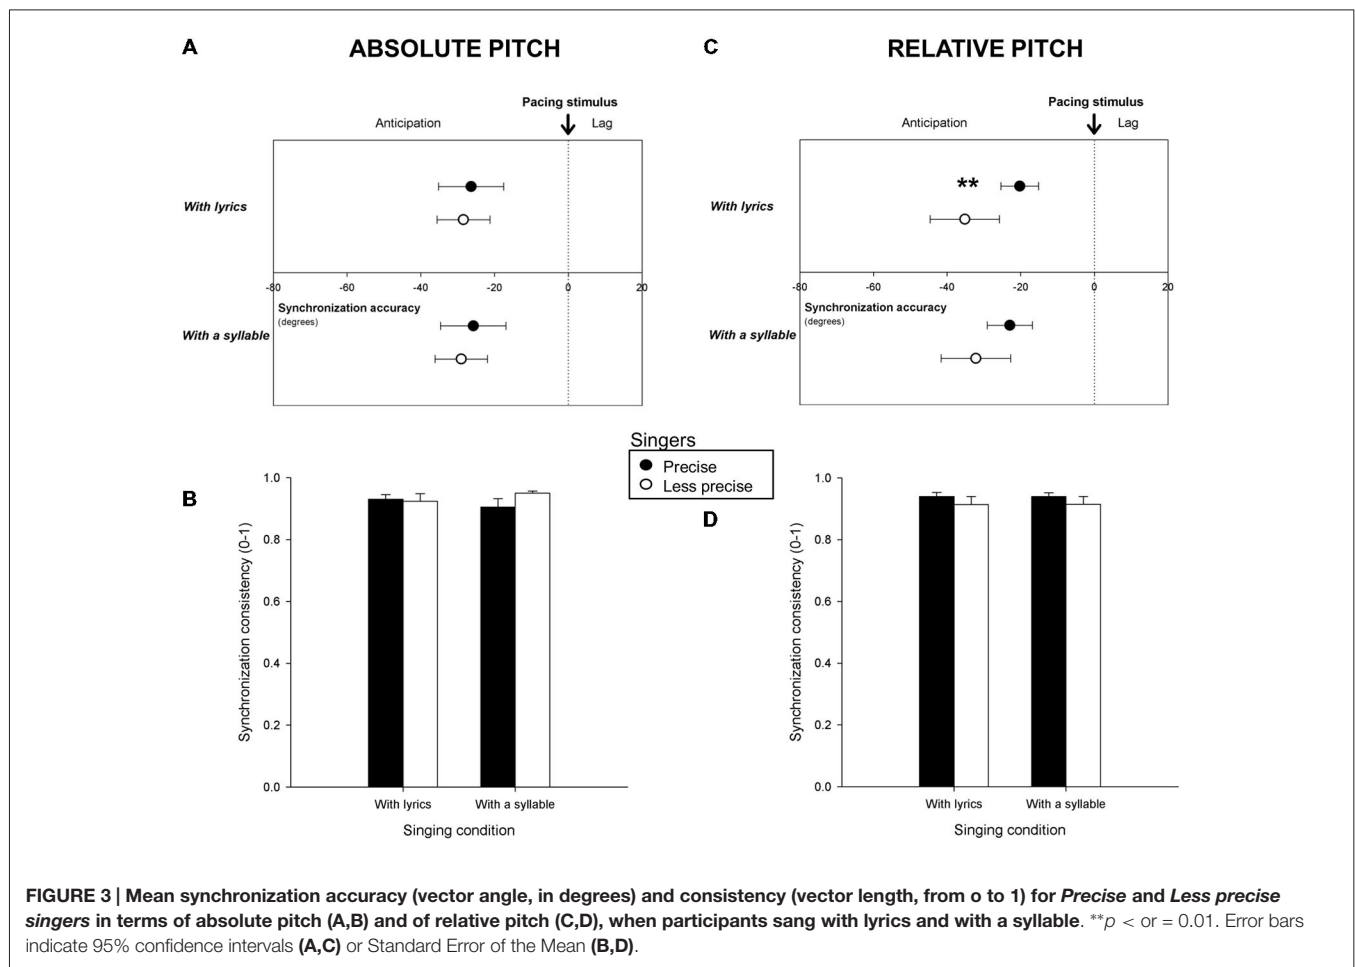 A
ABSOLUTE PITCH
C
RELATIVE PITCH
Pacing stimulus
Anticipation
Lag
With lyrics
-80
-60
-40
-20
0
20
Synchronization accuracy
(degrees)
With a syllable
Pacing stimulus
Anticipation
Lag
**
With lyrics
-80
-60
-40
-20
0
20
Synchronization accuracy
(degrees)
With a syllable
Singers
Precise
Less precise
B
Synchronization consistency (0-1)
1.0
0.8
0.6
0.4
0.2
0.0
With lyrics
With a syllable
Singing condition
D
Synchronization consistency (0-1)
1.0
0.8
0.6
0.4
0.2
0.0
With lyrics
With a syllable
Singing condition
FIGURE 3 | Mean synchronization accuracy (vector angle, in degrees) and consistency (vector length, from o to 1) for Precise and Less precise
singers in terms of absolute pitch (A,B) and of relative pitch (C,D), when participants sang with lyrics and with a syllable. **p < or = 0.01. Error bars
indicate 95% confidence intervals (A,C) or Standard Error of the Mean (B,D).